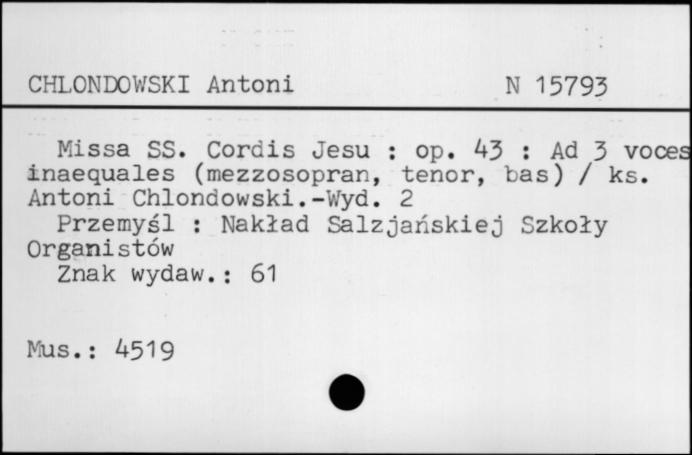 CHLONDOWSKI Antoni N 15793
Missa SS. Cordis Jesu : op. 43 : Ad 3 voces
inaequales (mezzosopran, tenor, bas) / ks.
Antoni Chlondowski.-Wyd. 2
Przemyśl : Nakład Salzjańskiej Szkoły
Organistów
Znak wydaw.: 61
Mus.: 4519